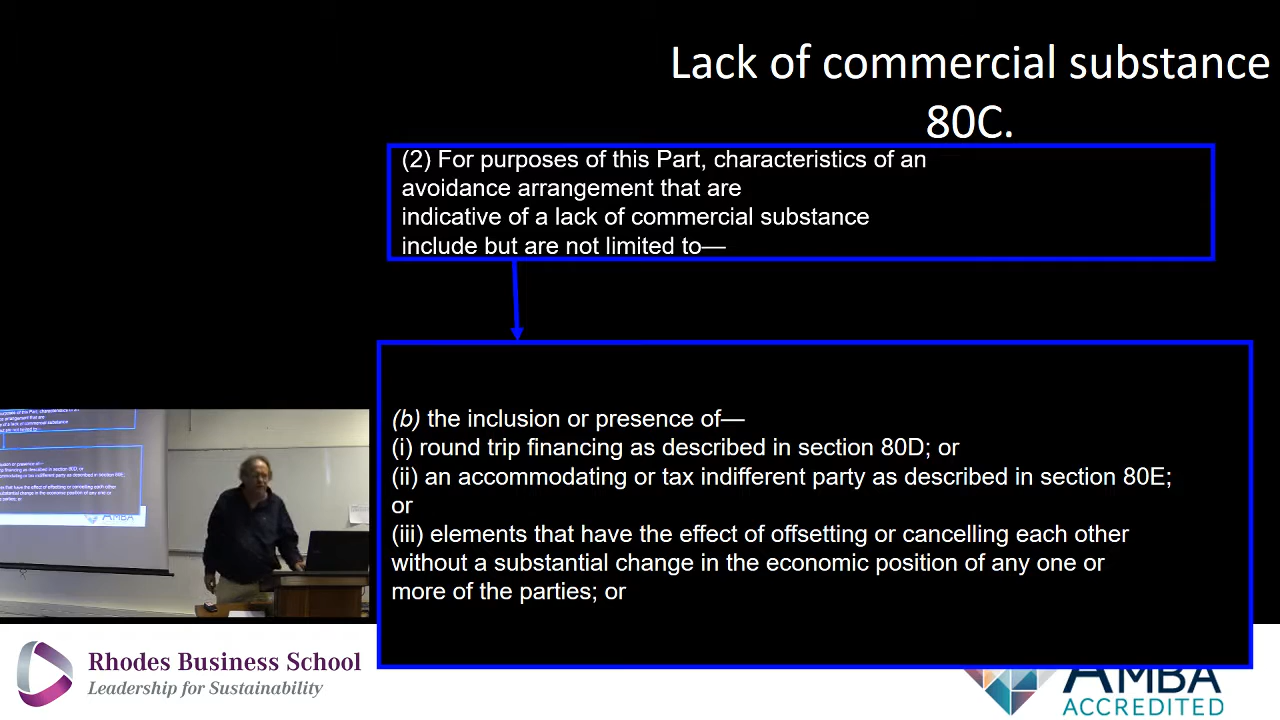 Lack of commercial substance
80C.
(2) For purposes of this Part, characteristics of an
avoidance arrangement that are
indicative of a lack of commercial substance
include but are not limited to—
(b) the inclusion or presence of—
(i) round trip financing as described in section 80D; or
(ii) an accommodating or tax indifferent party as described in section 80E;
or
(iii) elements that have the effect of offsetting or cancelling each other
without a substantial change in the economic position of any one or
more of the parties; or
Rhodes Business School
Leadership for Sustainability
AMBA
ACCREDITED